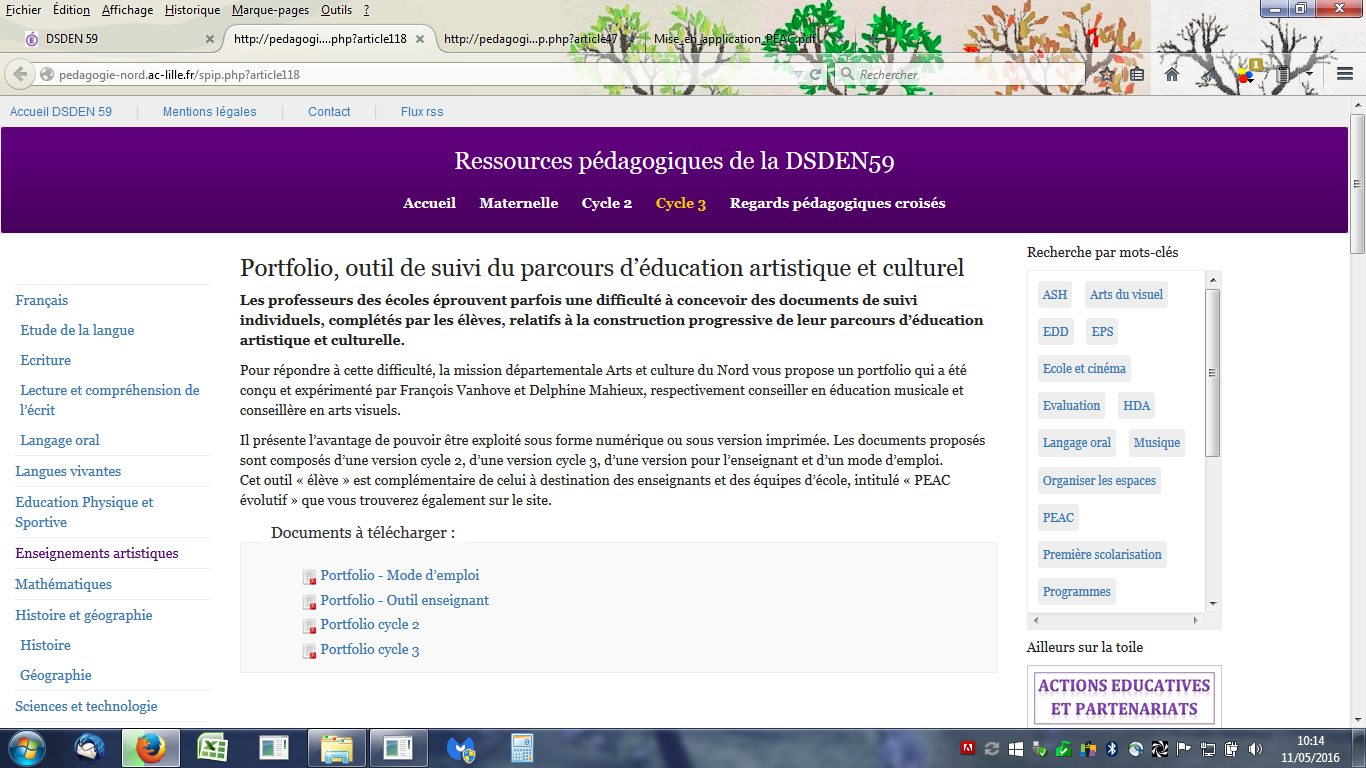 Fichier Édition Affichage Historique Marque-pages Outils ?
DSDEN 59
http://pedagogi....php?article118
http://pedagogi...p.php?article47
Mise_en_application_PEAC.pdf
pedagogie-nord.ac-lille.fr/spip.php?article118
Rechercher
1
Accueil DSDEN 59 | Mentions légales | Contact | Flux rss
Ressources pédagogiques de la DSDEN59
Accueil Maternelle Cycle 2 Cycle 3 Regards pédagogiques croisés
Français
Etude de la langue
Ecriture
Lecture et compréhension de
l'écrit
Langage oral
Langues vivantes
Education Physique et
Sportive
Enseignements artistiques
Mathématiques
Histoire et géographie
Histoire
Géographie
Sciences et technologie
Portfolio, outil de suivi du parcours d'éducation artistique et culturel
Les professeurs des écoles éprouvent parfois une difficulté à concevoir des documents de suivi
individuels, complétés par les élèves, relatifs à la construction progressive de leur parcours d'éducation
artistique et culturelle.
Pour répondre à cette difficulté, la mission départementale Arts et culture du Nord vous propose un portfolio qui a été
conçu et expérimenté par François Vanhove et Delphine Mahieux, respectivement conseiller en éducation musicale et
conseillère en arts visuels.
Il présente l'avantage de pouvoir être exploité sous forme numérique ou sous version imprimée. Les documents proposés
sont composés d'une version cycle 2, d'une version cycle 3, d'une version pour l'enseignant et d'un mode d'emploi.
Cet outil « élève » est complémentaire de celui à destination des enseignants et des équipes d'école, intitulé « PEAC
évolutif » que vous trouverez également sur le site.
Documents à télécharger :
Portfolio - Mode d'emploi
Portfolio - Outil enseignant
Portfolio cycle 2
Portfolio cycle 3
Recherche par mots-clés
ASH Arts du visuel
EDD EPS
Ecole et cinéma
Evaluation HDA
Langage oral Musique
Organiser les espaces
PEAC
Première scolarisation
Programmes
Ailleurs sur la toile
ACTIONS EDUCATIVES
ET PARTENARIATS
10:14
11/05/2016